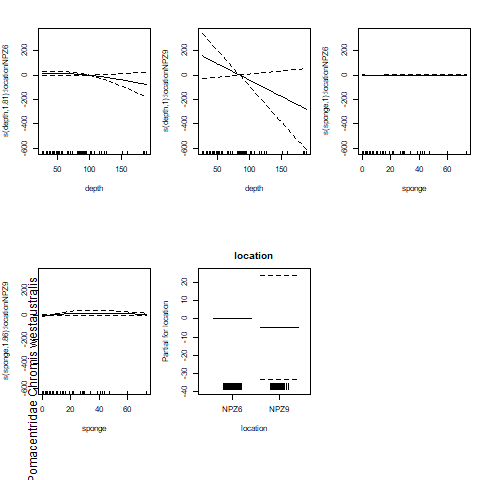 s(depth,1.81):locationNPZ6
200
0
-200
-400
-600
50
100
150
depth
s(depth,1):locationNPZ9
200
0
-200
-400
-600
50
100
150
depth
s(sponge,1):locationNPZ6
200
0
-200
-400
-600
0
20
40
60
sponge
s(sponge,1.86):locationNPZ9
200
0
-200
-400
-600
0
20
40
60
sponge
Pomacentridae Chromis westaustralis
location
Partial for location
20
10
0
-10
-20
-30
-40
NPZ6
NPZ9
location